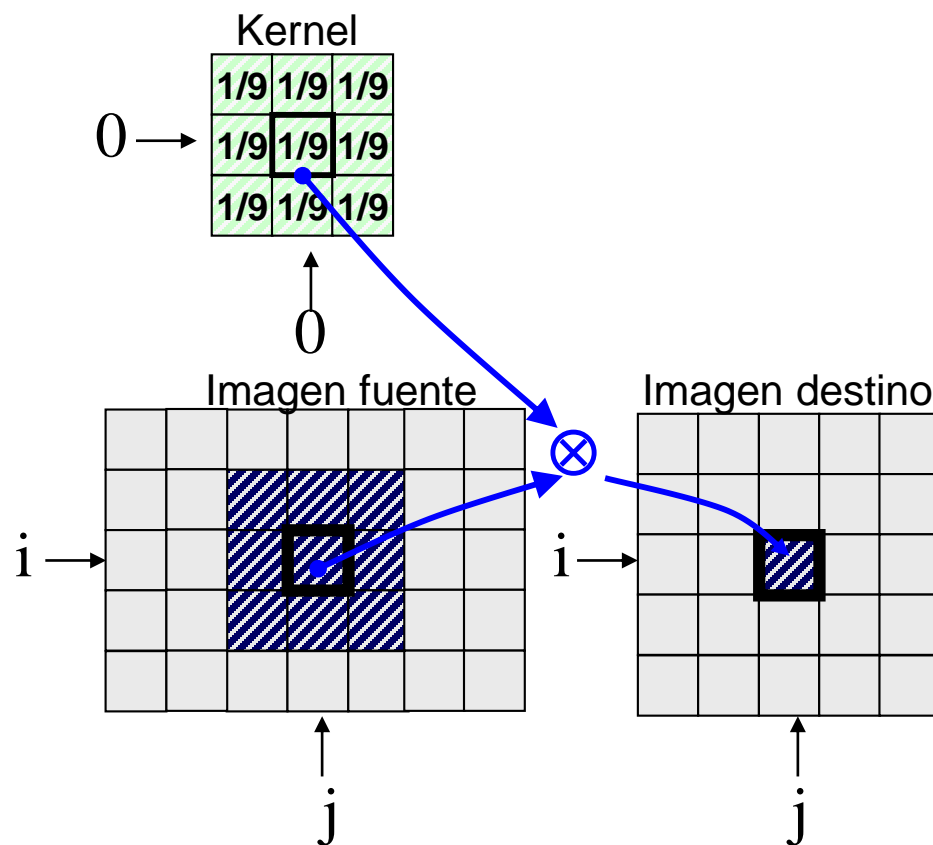 Kernel
1/9 1/9 1/9
0
1/9 1/9 1/9
1/9 1/9 1/9
0
Imagen fuente
Imagen destino
i
i
j
j